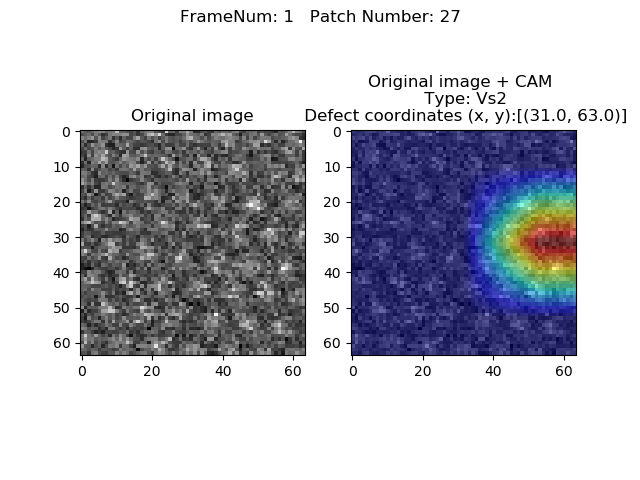 FrameNum: 1   Patch Number: 27
Original image
0
10
20
30
40
50
60
0 20 40 60
Original image + CAM
Type: Vs2
Defect coordinates (x, y):[(31.0, 63.0)]
0
10
20
30
40
50
60
0 20 40 60